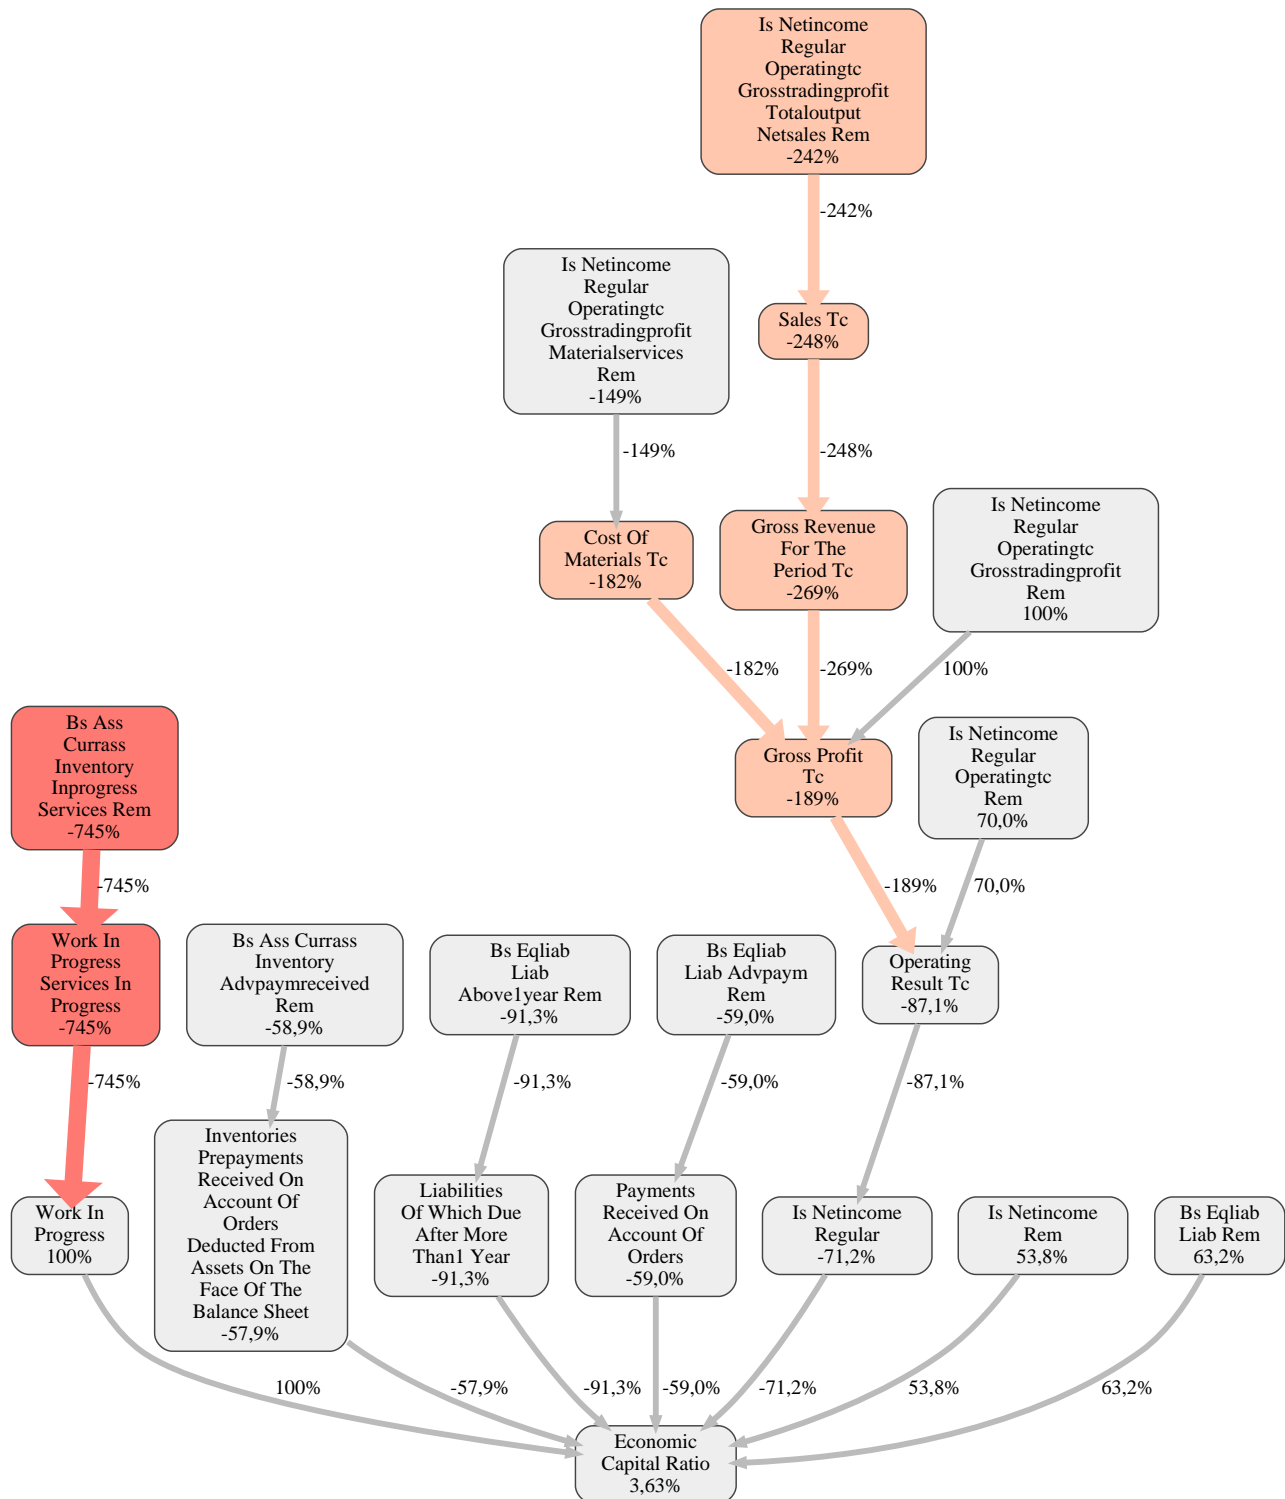 Is Netincome
Regular
Operatingtc
Grosstradingprofit
Totaloutput
Netsales Rem
-242%
-242%
Is Netincome
Regular
Operatingtc
Grosstradingprofit
Materialservices
Rem
-149%
Sales Tc
-248%
-149%
-248%
Is Netincome
Regular
Operatingtc
Grosstradingprofit
Rem
100%
Cost Of
Materials Tc
-182%
Gross Revenue
For The
Period Tc
-269%
-182%
-269%
100%
Bs Ass
Currass
Inventory
Inprogress
Services Rem
-745%
Gross Profit
Tc
-189%
Is Netincome
Regular
Operatingtc
Rem
70,0%
-745%
-189%
70,0%
Work In
Progress
Services In
Progress
-745%
Bs Ass Currass
Inventory
Advpaymreceived
Rem
-58,9%
Bs Eqliab
Liab
Above1year Rem
-91,3%
Bs Eqliab
Liab Advpaym
Rem
-59,0%
Operating
Result Tc
-87,1%
-745%
-58,9%
-91,3%
-59,0%
-87,1%
Work In
Progress
100%
Inventories
Prepayments
Received On
Account Of
Orders
Deducted From
Assets On The
Face Of The
Balance Sheet
-57,9%
Liabilities
Of Which Due
After More
Than1 Year
-91,3%
Payments
Received On
Account Of
Orders
-59,0%
Is Netincome
Regular
-71,2%
Is Netincome
Rem
53,8%
Bs Eqliab
Liab Rem
63,2%
100%
-57,9%
-91,3%
-59,0%
-71,2%
53,8%
63,2%
Economic
Capital Ratio
3,63%